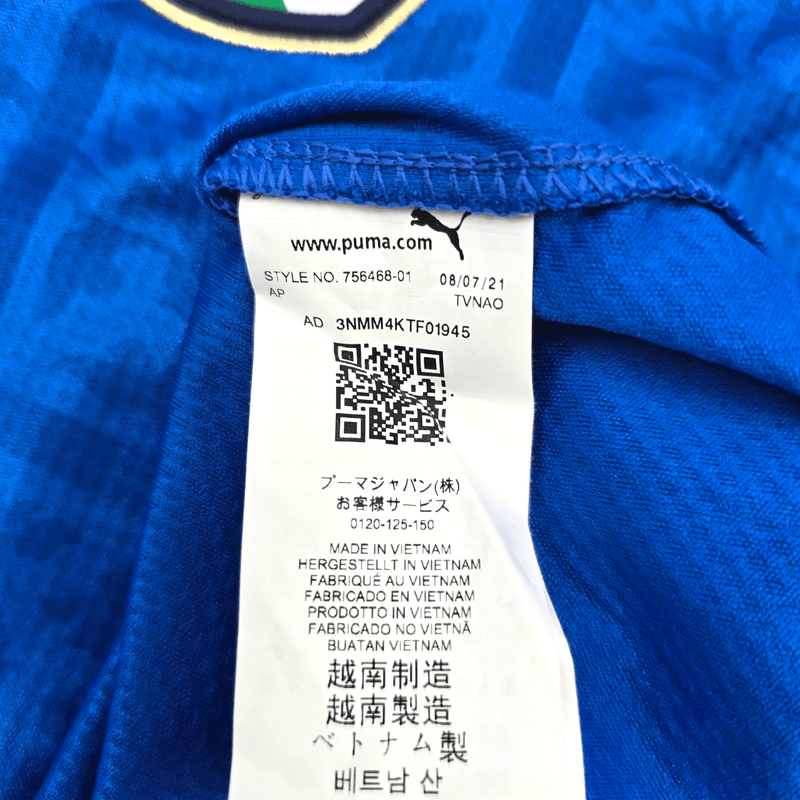 www.puma.com
STYLE NO. 756468-01 08/07/21
AP TVNAO
AD 3NMM4KTF01945
プーマジャパン(株)
お客様サービス
0120-125-150
MADE IN VIETNAM
HERGESTELLT IN VIETNAM
FABRIQUÉ AU VIETNAM
FABRICADO EN VIETNAM
PRODOTTO IN VIETNAM
FABRICADO NO VIETNÃ
BUATAN VIETNAM
越南制造
越南製造
ベトナム製
베트남 산